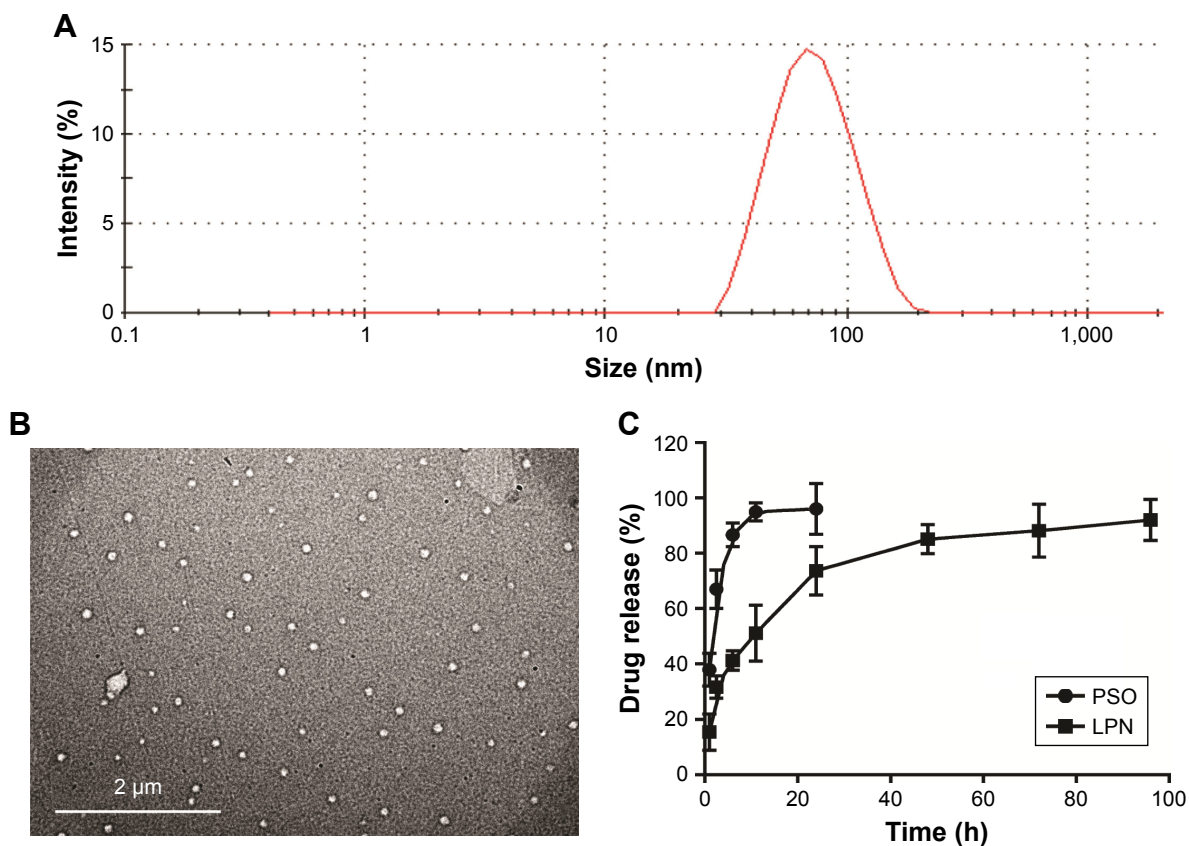 A
15
10
5
0
Intensity (%)
0.1 1 10 100 1,000
Size (nm)
B
2 µm
C
120
100
80
60
40
20
0
Drug release (%)
PSO
LPN
0 20 40 60 80 100
Time (h)